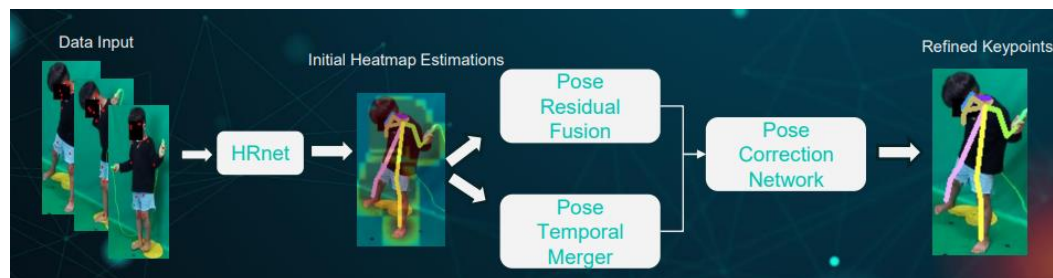 Data Input
HRnet
Initial Heatmap Estimations
Pose
Residual
Fusion
Pose
Temporal
Merger
Pose
Correction
Network
Refined Keypoints